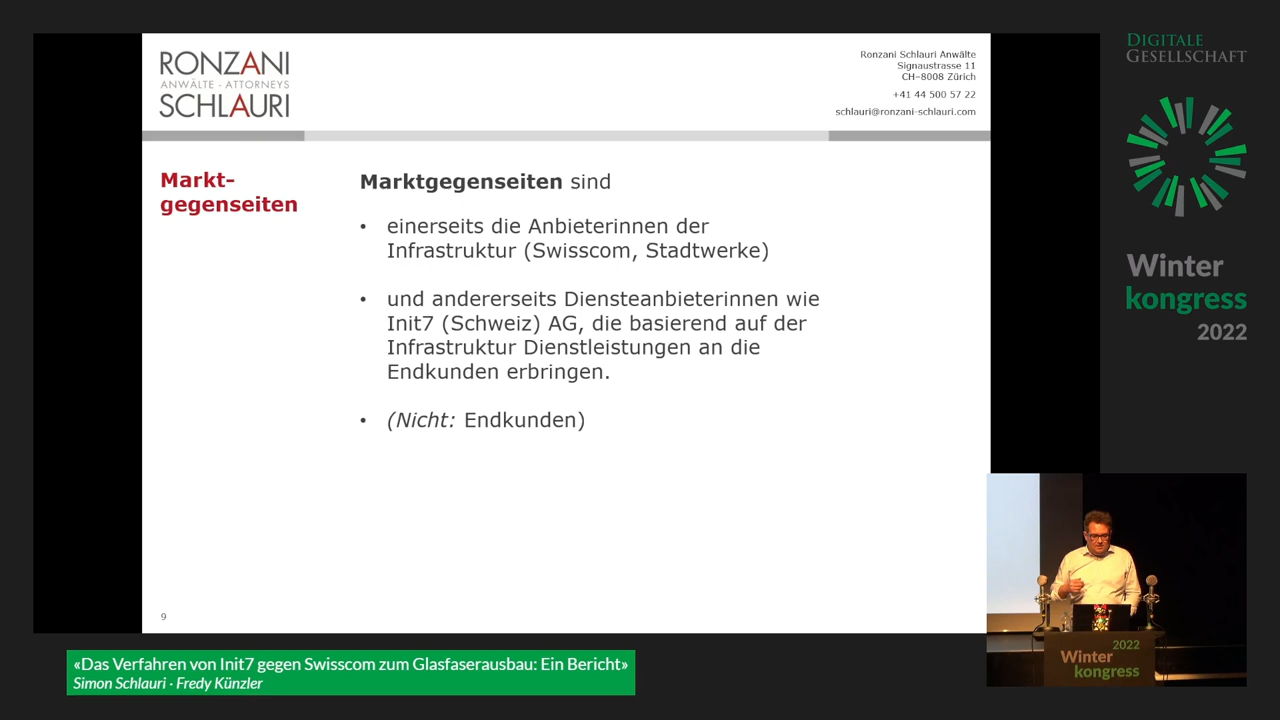 RONZANI
ANWÄLTE · ATTORNEYS
SCHLAURI
Ronzani Schlauri Anwälte
Signaustrasse 11
CH–8008 Zürich
+41 44 500 57 22
schlauri@ronzani-schlauri.com
Markt-
gegenseiten
Marktgegenseiten sind
• einerseits die Anbieterinnen der
Infrastruktur (Swisscom, Stadtwerke)
• und andererseits Diensteanbieterinnen wie
Init7 (Schweiz) AG, die basierend auf der
Infrastruktur Dienstleistungen an die
Endkunden erbringen.
• (Nicht: Endkunden)
9
DIGITALE
GESELLSCHAFT
Winter
kongress
2022
2022
Winter
kongress
«Das Verfahren von Init7 gegen Swisscom zum Glasfaserausbau: Ein Bericht»
Simon Schlauri · Fredy Künzler